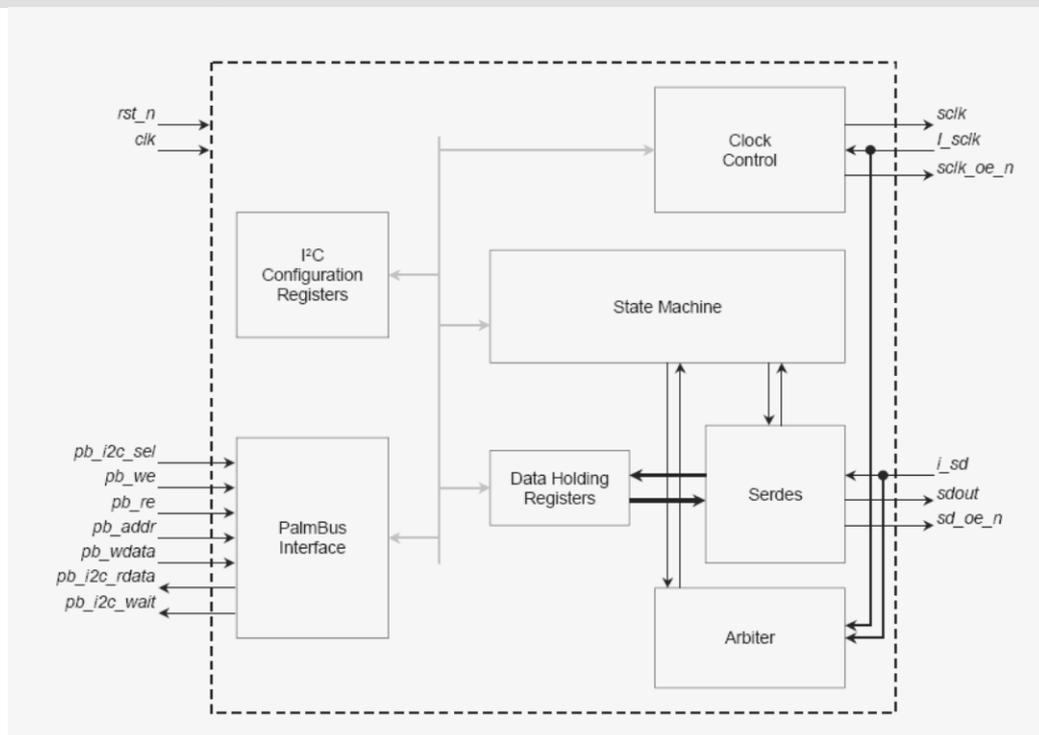 rst_n
clk
sclk
I_sclk
sclk_oe_n
Clock
Control
I²C
Configuration
Registers
State Machine
pb_i2c_sel
pb_we
pb_re
pb_addr
pb_wdata
pb_i2c_rdata
pb_i2c_wait
PalmBus
Interface
Data Holding
Registers
Serdes
i_sd
sdout
sd_oe_n
Arbiter